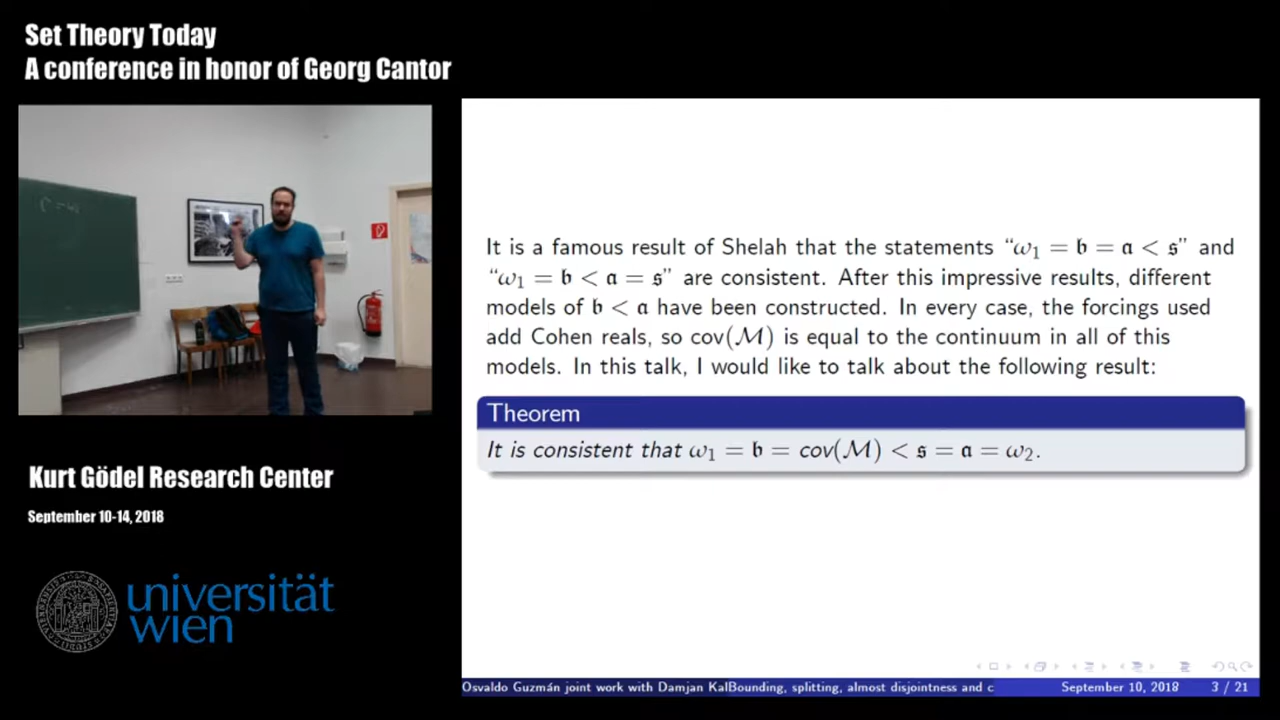 Set Theory Today
A conference in honor of Georg Cantor
Kurt Gödel Research Center
September 10-14, 2018
universität
wien
It is a famous result of Shelah that the statements “ω₁ = 𝔟 = 𝔞 < 𝔰” and
“ω₁ = 𝔟 < 𝔞 = 𝔰” are consistent. After this impressive results, different
models of 𝔟 < 𝔞 have been constructed. In every case, the forcings used
add Cohen reals, so cov(ℳ) is equal to the continuum in all of this
models. In this talk, I would like to talk about the following result:
Theorem
It is consistent that ω₁ = 𝔟 = cov(ℳ) < 𝔰 = 𝔞 = ω₂.
Osvaldo Guzmán joint work with Damjan KalBounding, splitting, almost disjointness and c
September 10, 2018
3 / 21